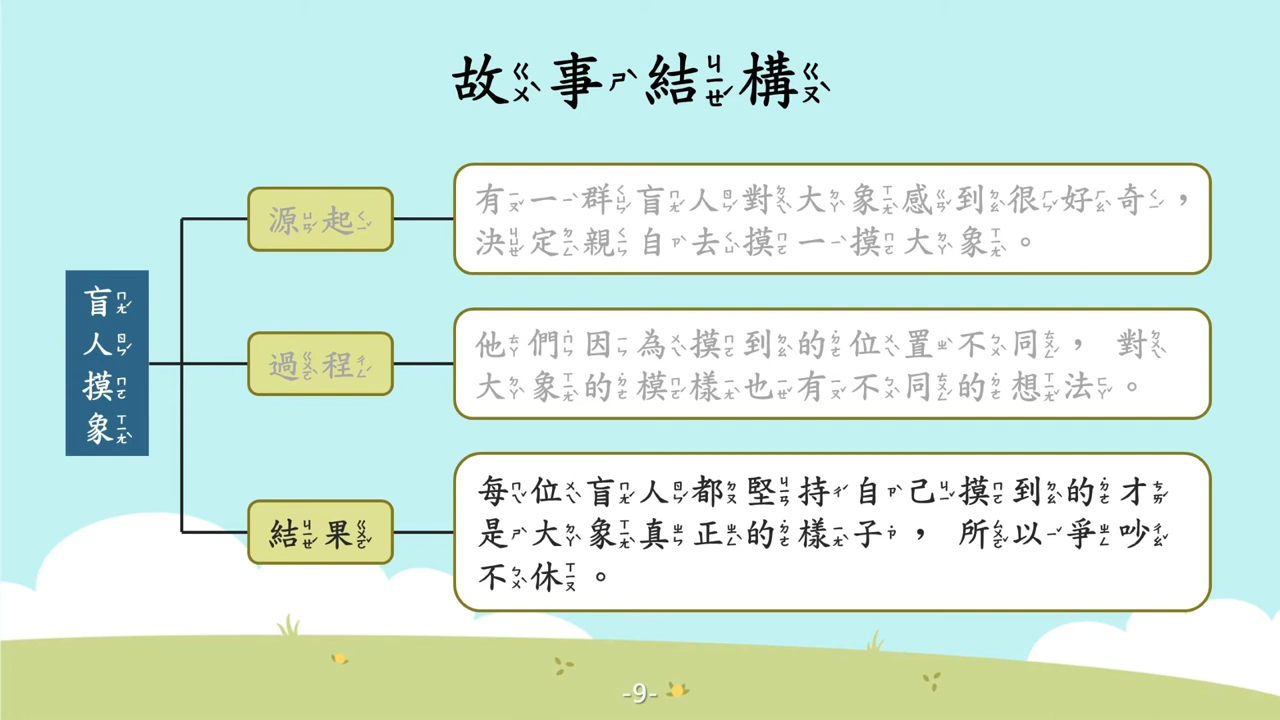 故事結構
盲人摸象
源起
有一群盲人對大象感到很好奇，
決定親自去摸一摸大象。
過程
他們因為摸到的位置不同，對
大象的模樣也有不同的想法。
結果
每位盲人都堅持自己摸到的才
是大象真正的樣子，所以爭吵
不休。
-9-